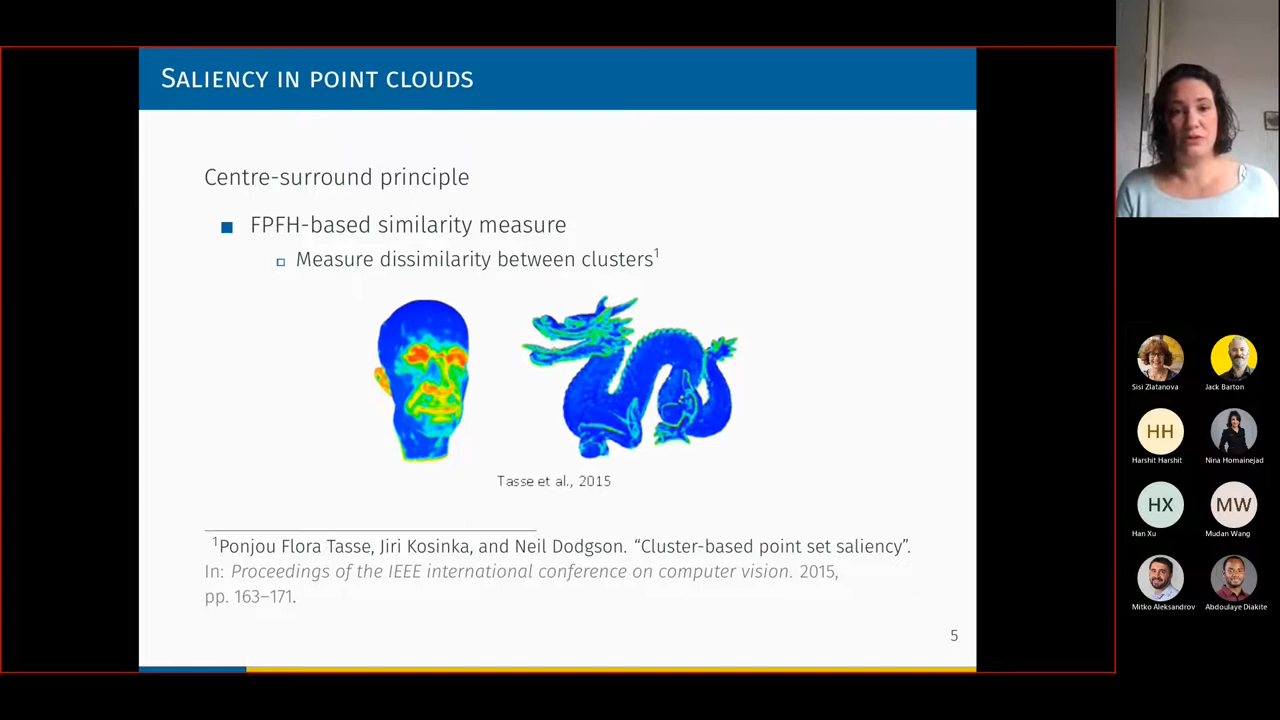 SALIENCY IN POINT CLOUDS
Centre-surround principle
FPFH-based similarity measure
Measure dissimilarity between clusters¹
Tasse et al., 2015
¹Ponjou Flora Tasse, Jiri Kosinka, and Neil Dodgson. “Cluster-based point set saliency”.
In: Proceedings of the IEEE international conference on computer vision. 2015,
pp. 163–171.
5
Sisi Zlatanova
Jack Barton
HH
Harshit Harshit
Nina Homainejad
HX
MW
Han Xu
Mudan Wang
Mitko Aleksandrov
Abdoulaye Diakite